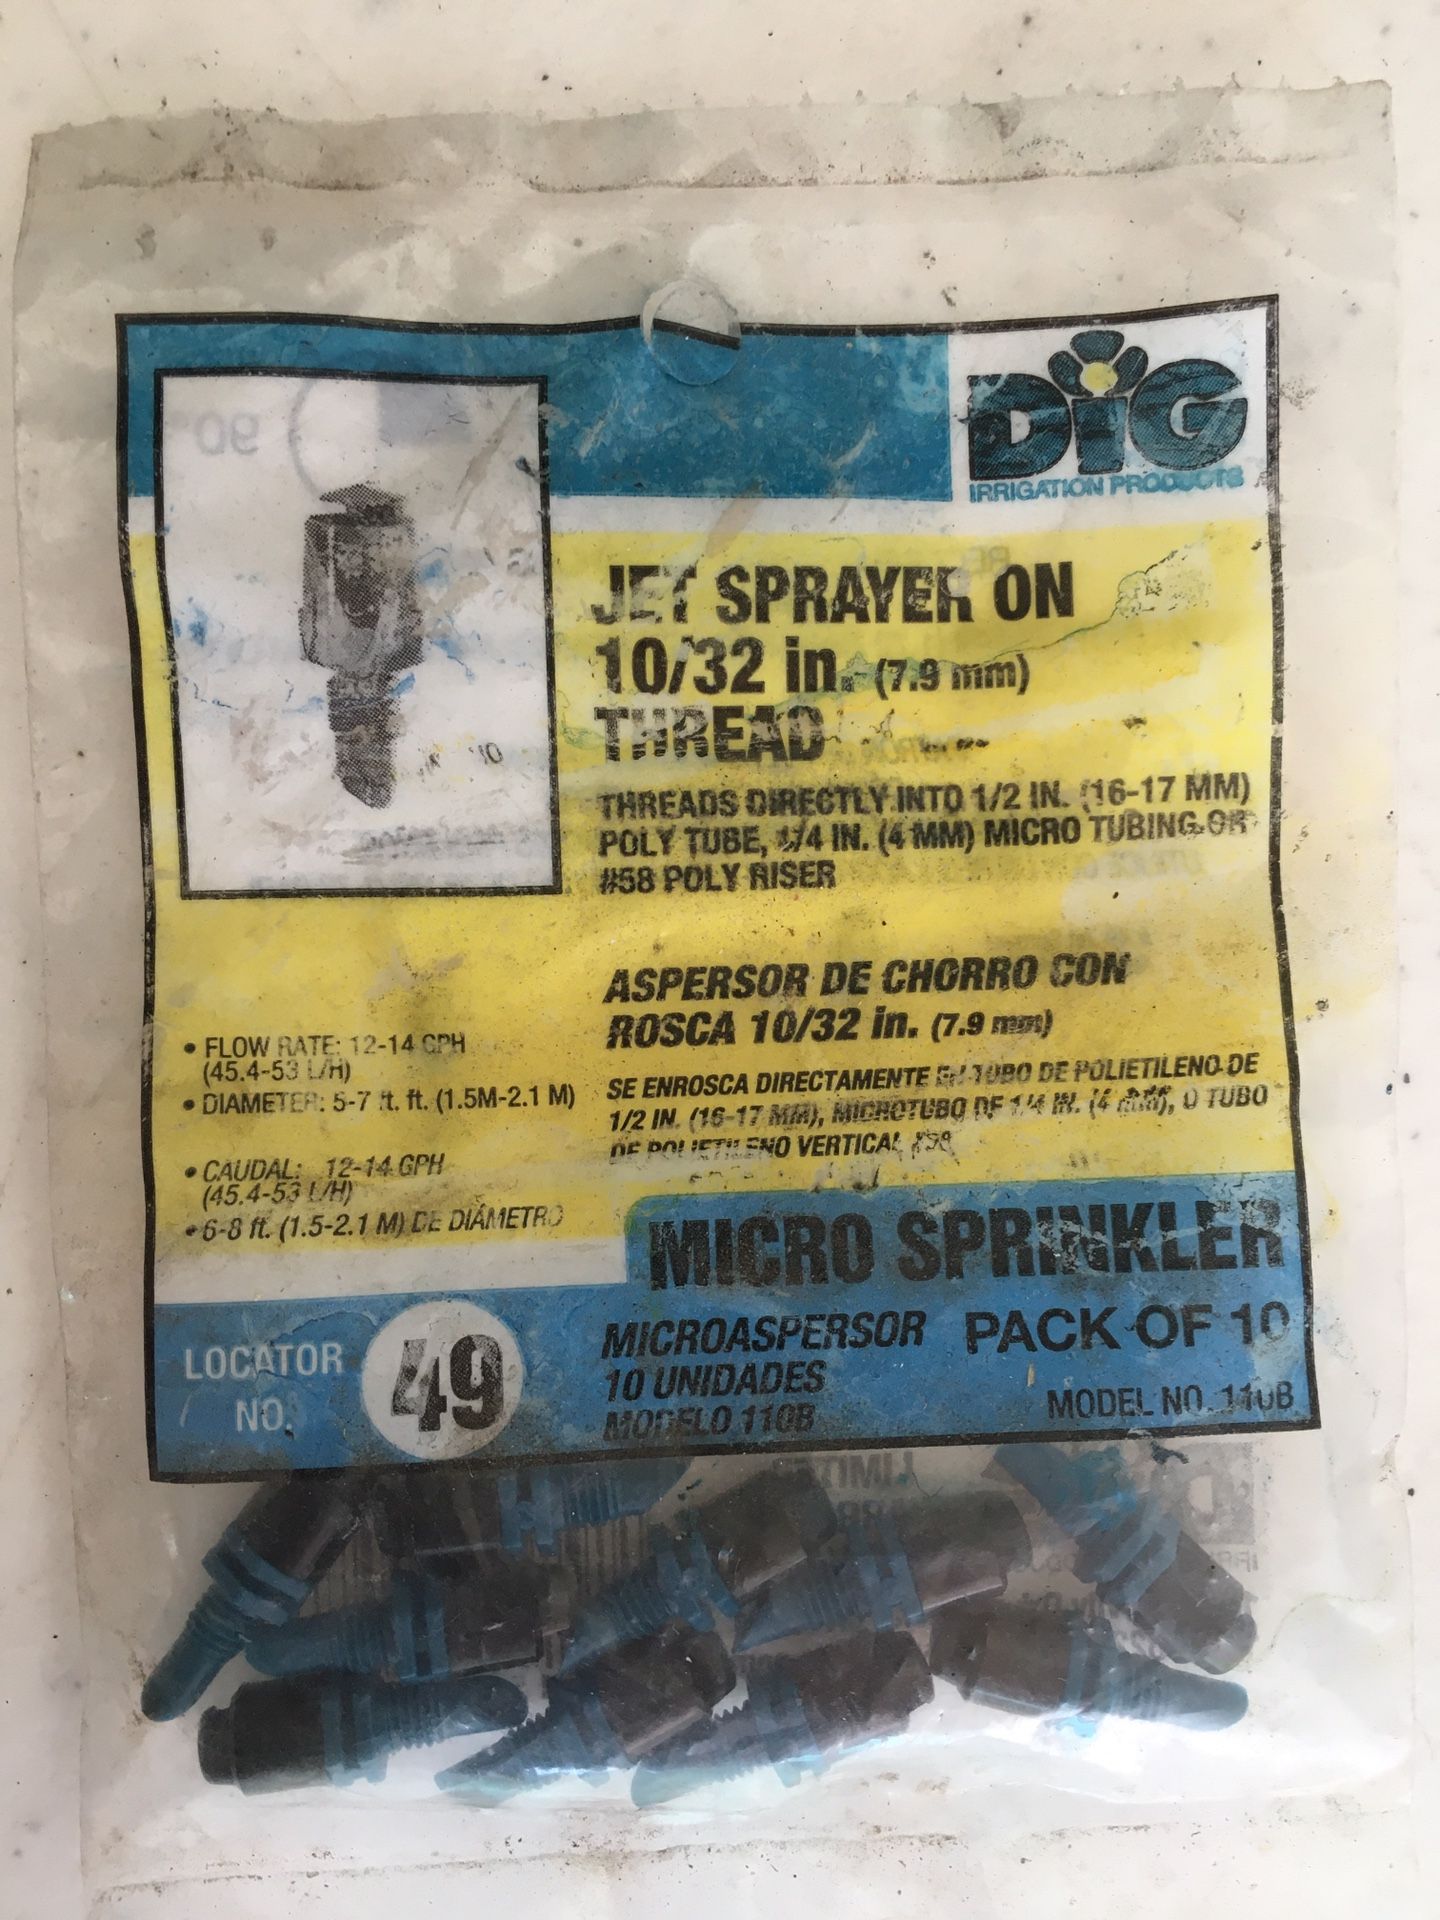 DiG
IRRIGATION PRODUCTS
90°
JET SPRAYER ON
10/32 in. (7.9 mm)
THREAD
THREADS DIRECTLY INTO 1/2 IN. (16-17 MM)
POLY TUBE, 1/4 IN. (4 MM) MICRO TUBING OR
#58 POLY RISER
ASPERSOR DE CHORRO CON
ROSCA 10/32 in. (7.9 mm)
SE ENROSCA DIRECTAMENTE EN TUBO DE POLIETILENO DE
1/2 IN. (16-17 MM), MICROTUBO DE 1/4 IN. (4 MM), O TUBO
DE POLIETILENO VERTICAL #58
• FLOW RATE: 12-14 GPH
(45.4-53 L/H)
• DIAMETER: 5-7 ft. ft. (1.5M-2.1 M)
• CAUDAL: 12-14 GPH
(45.4-53 L/H)
• 6-8 ft. (1.5-2.1 M) DE DIÁMETRO
MICRO SPRINKLER
LOCATOR
NO.
49
MICROASPERSOR
10 UNIDADES
MODELO 110B
PACK OF 10
MODEL NO. 110B
LIMITED